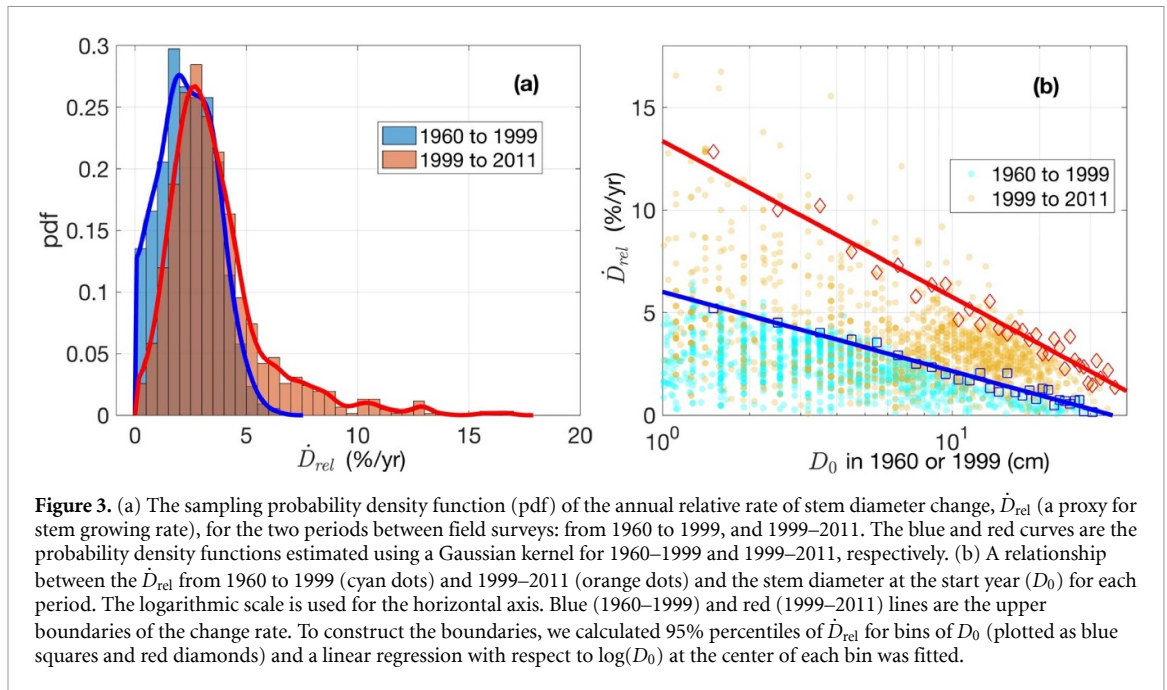 0.3
0.25
0.2
0.15
0.1
0.05
0
pdf
(a)
1960 to 1999
1999 to 2011
0 5 10 15 20
Ḋrel (%/yr)
15
10
5
0
Ḋrel (%/yr)
(b)
1960 to 1999
1999 to 2011
10⁰ 10¹
D₀ in 1960 or 1999 (cm)
Figure 3. (a) The sampling probability density function (pdf) of the annual relative rate of stem diameter change, Ḋrel (a proxy for
stem growing rate), for the two periods between field surveys: from 1960 to 1999, and 1999–2011. The blue and red curves are the
probability density functions estimated using a Gaussian kernel for 1960–1999 and 1999–2011, respectively. (b) A relationship
between the Ḋrel from 1960 to 1999 (cyan dots) and 1999–2011 (orange dots) and the stem diameter at the start year (D₀) for each
period. The logarithmic scale is used for the horizontal axis. Blue (1960–1999) and red (1999–2011) lines are the upper
boundaries of the change rate. To construct the boundaries, we calculated 95% percentiles of Ḋrel for bins of D₀ (plotted as blue
squares and red diamonds) and a linear regression with respect to log(D₀) at the center of each bin was fitted.